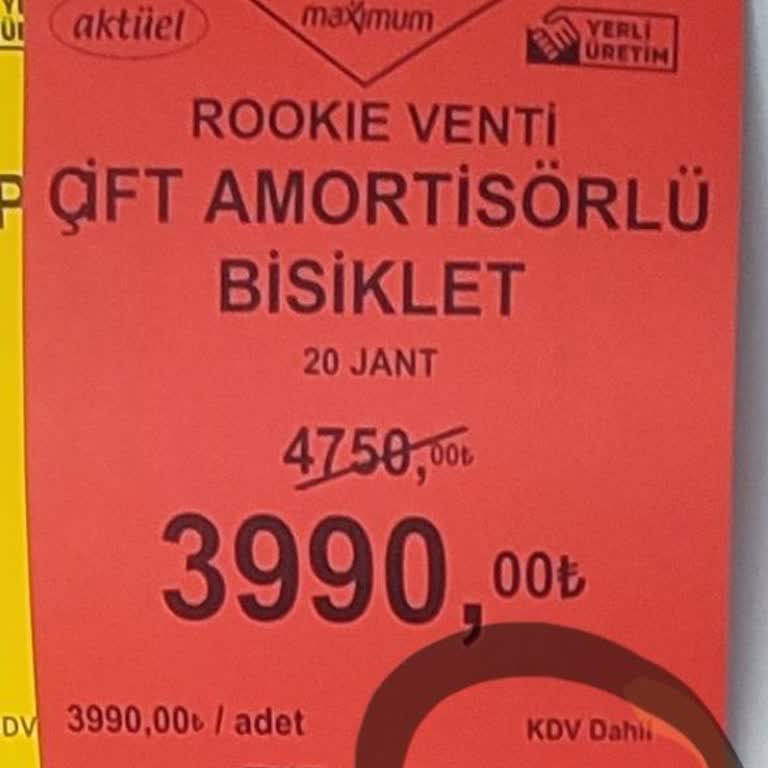 aktüel
maximum
YERLİ
ÜRETİM
ROOKIE VENTİ
ÇİFT AMORTİSÖRLÜ
BİSİKLET
20 JANT
4750,00₺
3990,00₺
3990,00₺ / adet
KDV Dahil
DV
P